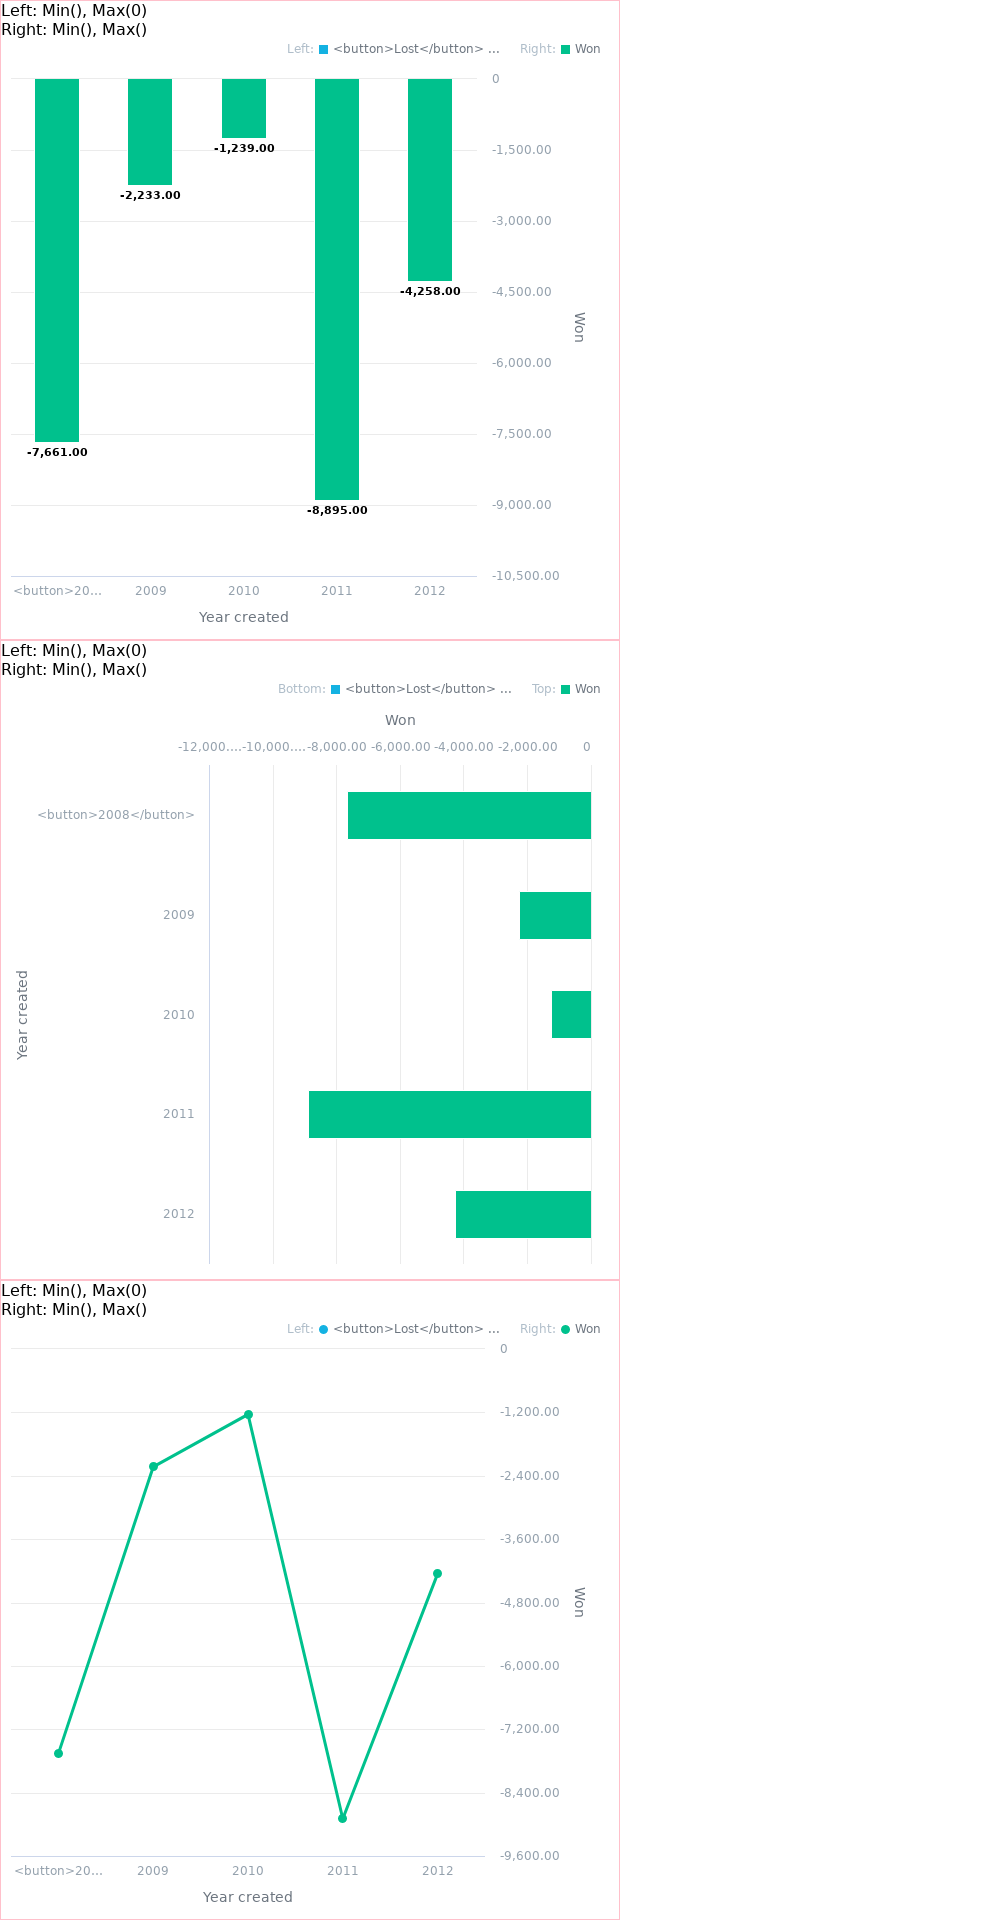 Left: Min(), Max(0)
Right: Min(), Max()
Left: <button>Lost</button> ... Right: Won
0
-1,239.00
-1,500.00
-2,233.00
-3,000.00
-4,258.00
-4,500.00
Won
-6,000.00
-7,500.00
-7,661.00
-9,000.00
-8,895.00
-10,500.00
<button>20... 2009 2010 2011 2012
Year created
Left: Min(), Max(0)
Right: Min(), Max()
Bottom: <button>Lost</button> ... Top: Won
Won
-12,000.... -10,000.... -8,000.00 -6,000.00 -4,000.00 -2,000.00 0
<button>2008</button>
2009
Year created
2010
2011
2012
Left: Min(), Max(0)
Right: Min(), Max()
Left: <button>Lost</button> ... Right: Won
0
-1,200.00
-2,400.00
-3,600.00
-4,800.00
Won
-6,000.00
-7,200.00
-8,400.00
-9,600.00
<button>20... 2009 2010 2011 2012
Year created